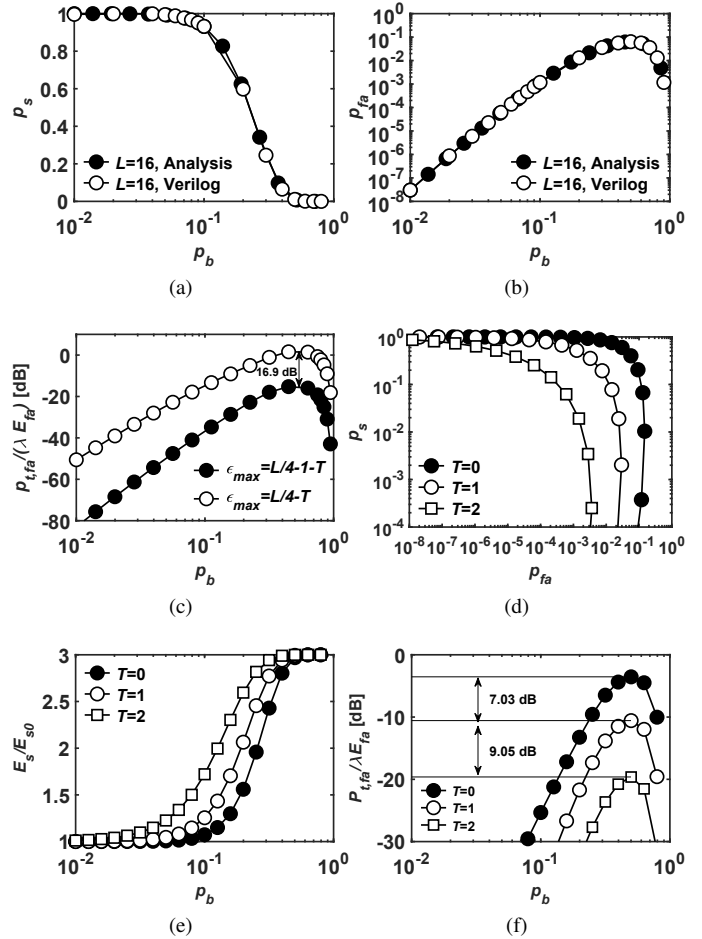 1
0.8
0.6
0.4
0.2
0
p_s
L=16, Analysis
L=16, Verilog
10^-2
10^-1
10^0
p_b
(a)
10^-1
10^0
10^-1
10^-2
10^-3
10^-4
10^-5
10^-6
10^-7
10^-8
p_fa
L=16, Analysis
L=16, Verilog
10^-2
10^-1
10^0
p_b
(b)
0
-20
-40
-60
-80
p_t,fa/(λ E_fa) [dB]
16.9 dB
ϵ_max=L/4-1-T
ϵ_max=L/4-T
10^-2
10^-1
10^0
p_b
(c)
10^0
10^-1
10^-2
10^-3
10^-4
p_s
T=0
T=1
T=2
10^-8
10^-7
10^-6
10^-5
10^-4
10^-3
10^-2
10^-1
10^0
p_fa
(d)
3
2.5
2
1.5
1
E_s/E_s0
T=0
T=1
T=2
10^-2
10^-1
10^0
p_b
(e)
0
-10
-20
-30
P_t,fa/λE_fa [dB]
7.03 dB
9.05 dB
T=0
T=1
T=2
10^-2
10^-1
10^0
p_b
(f)